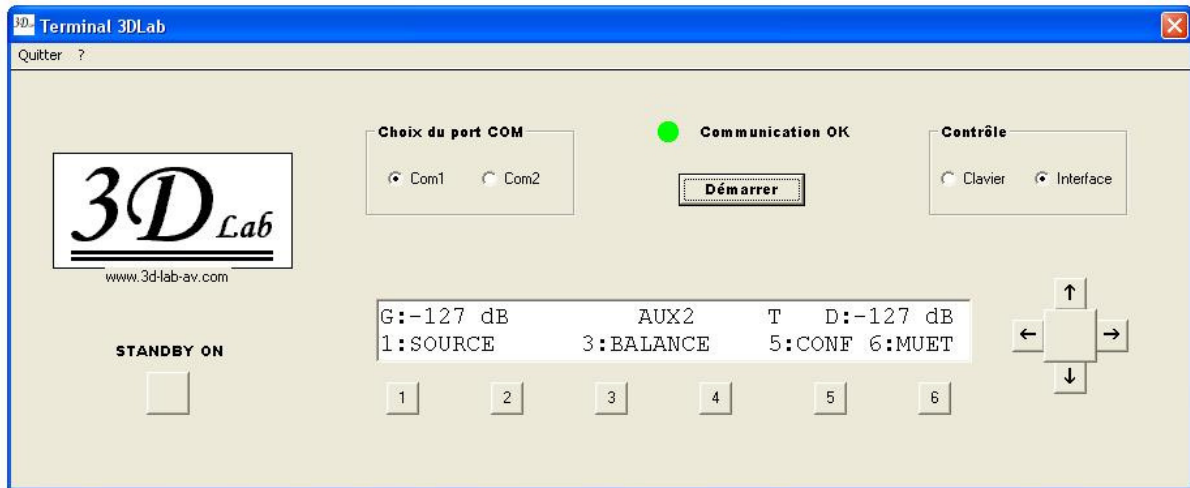 3D Lab Terminal 3DLab
Quitter ?
Choix du port COM
Com1 Com2
Communication OK
Démarrer
Contrôle
Clavier Interface
3D Lab
www.3d-lab-av.com
STANDBY ON
G:-127 dB AUX2 T D:-127 dB
1:SOURCE 3:BALANCE 5:CONF 6:MUET
1 2 3 4 5 6
↑
← →
↓